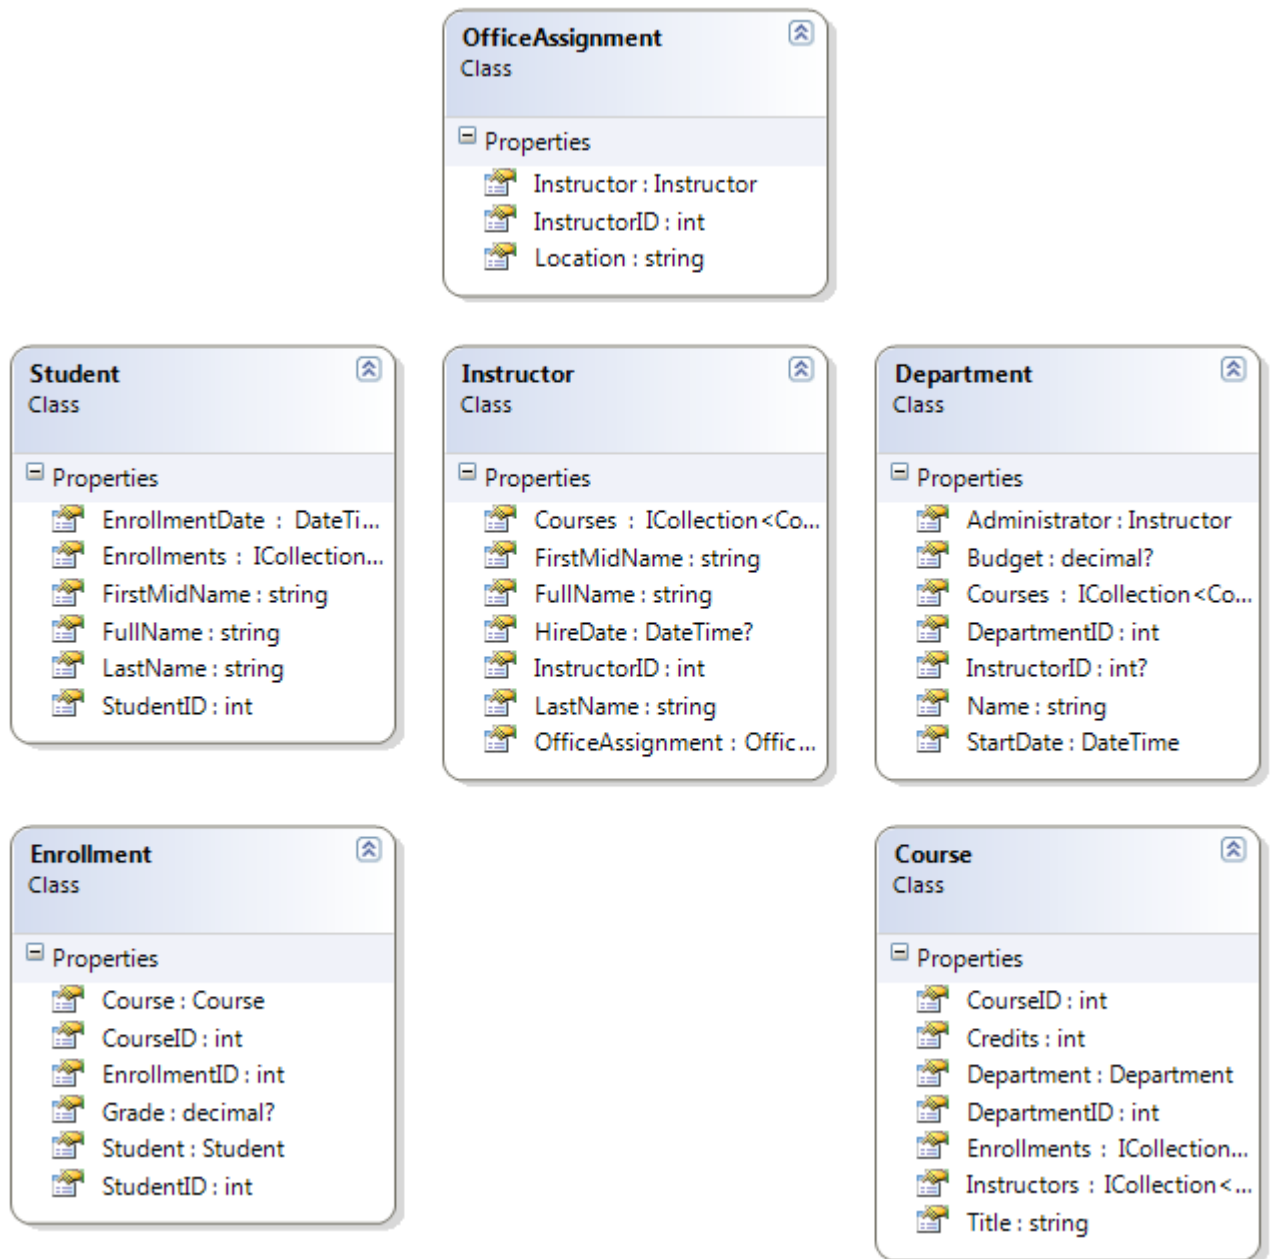 OfficeAssignment
Class
Properties
Instructor : Instructor
InstructorID : int
Location : string
Student
Class
Properties
EnrollmentDate : DateTi...
Enrollments : ICollection...
FirstMidName : string
FullName : string
LastName : string
StudentID : int
Instructor
Class
Properties
Courses : ICollection<Co...
FirstMidName : string
FullName : string
HireDate : DateTime?
InstructorID : int
LastName : string
OfficeAssignment : Offic...
Department
Class
Properties
Administrator : Instructor
Budget : decimal?
Courses : ICollection<Co...
DepartmentID : int
InstructorID : int?
Name : string
StartDate : DateTime
Enrollment
Class
Properties
Course : Course
CourseID : int
EnrollmentID : int
Grade : decimal?
Student : Student
StudentID : int
Course
Class
Properties
CourseID : int
Credits : int
Department : Department
DepartmentID : int
Enrollments : ICollection...
Instructors : ICollection<...
Title : string